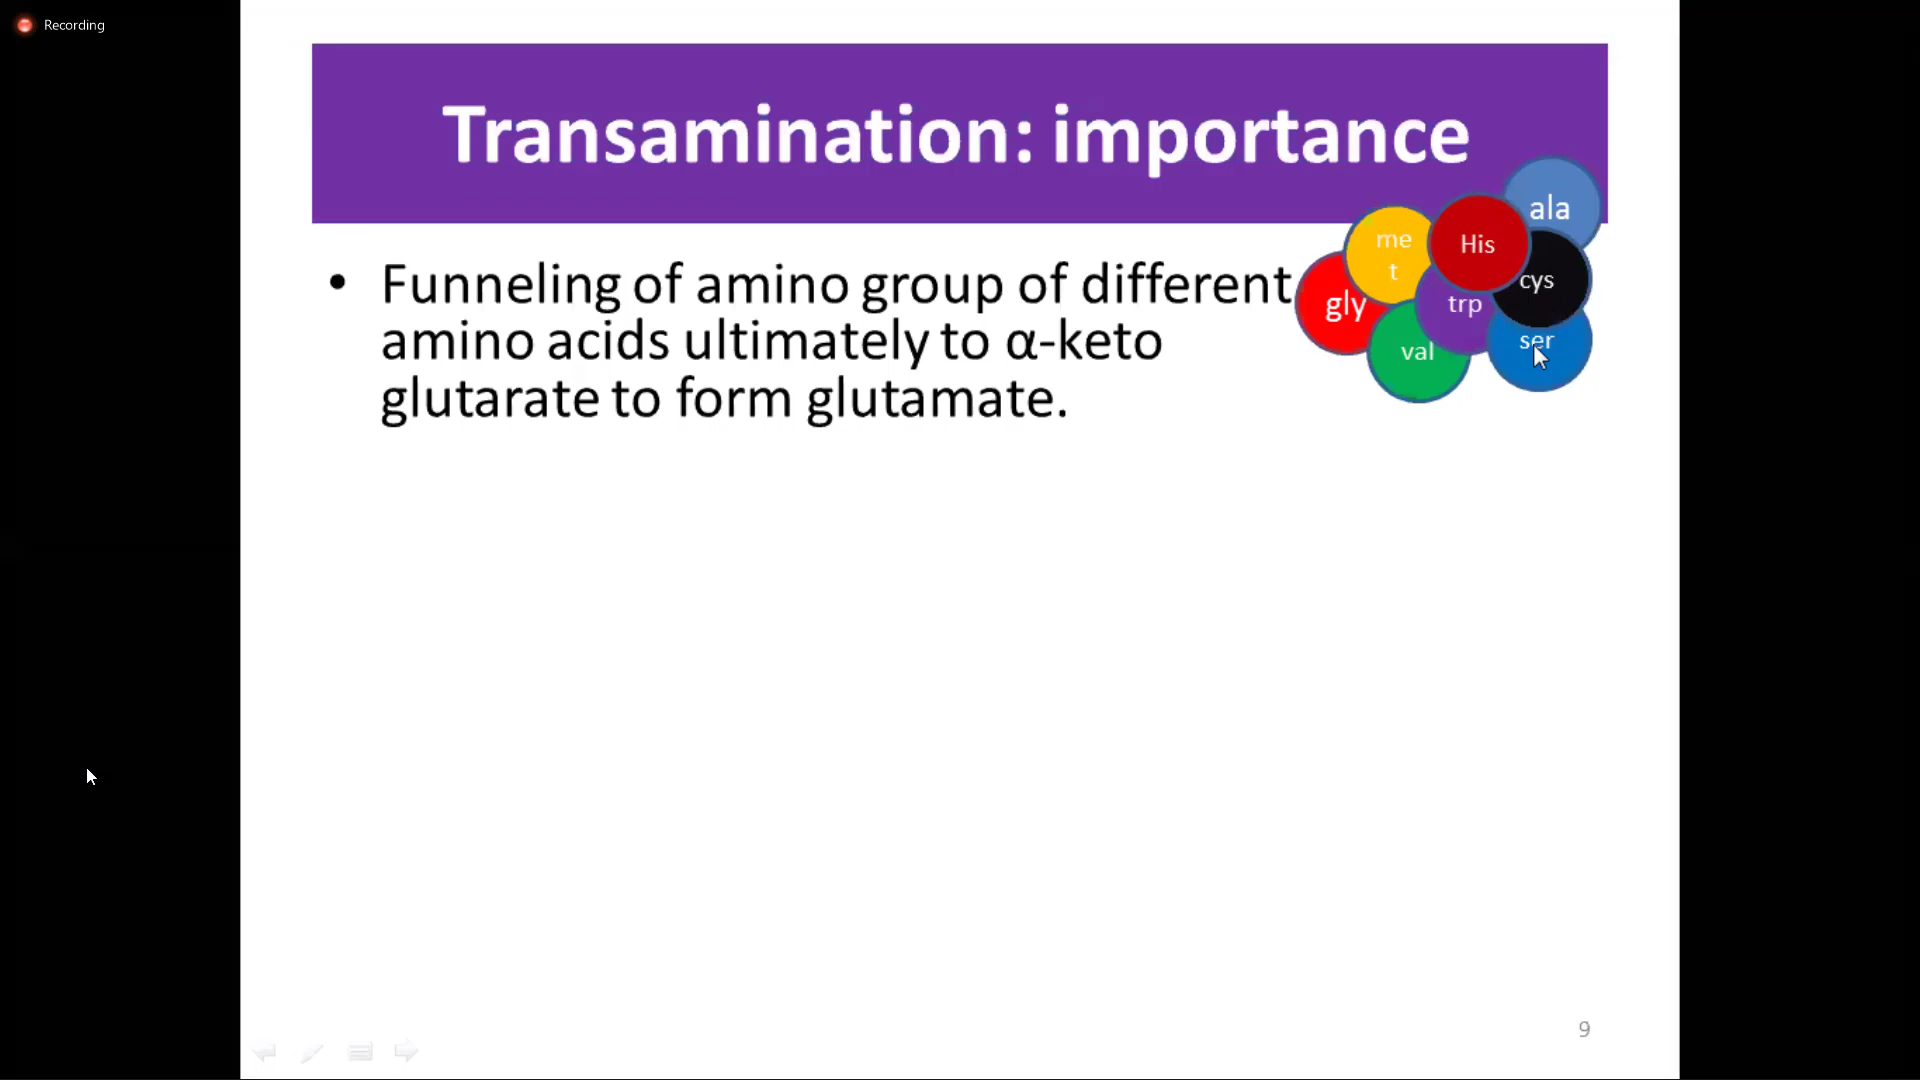 Recording
Transamination: importance
• Funneling of amino group of different
amino acids ultimately to α-keto
glutarate to form glutamate.
ala
me
t
His
cys
gly
trp
val
ser
9